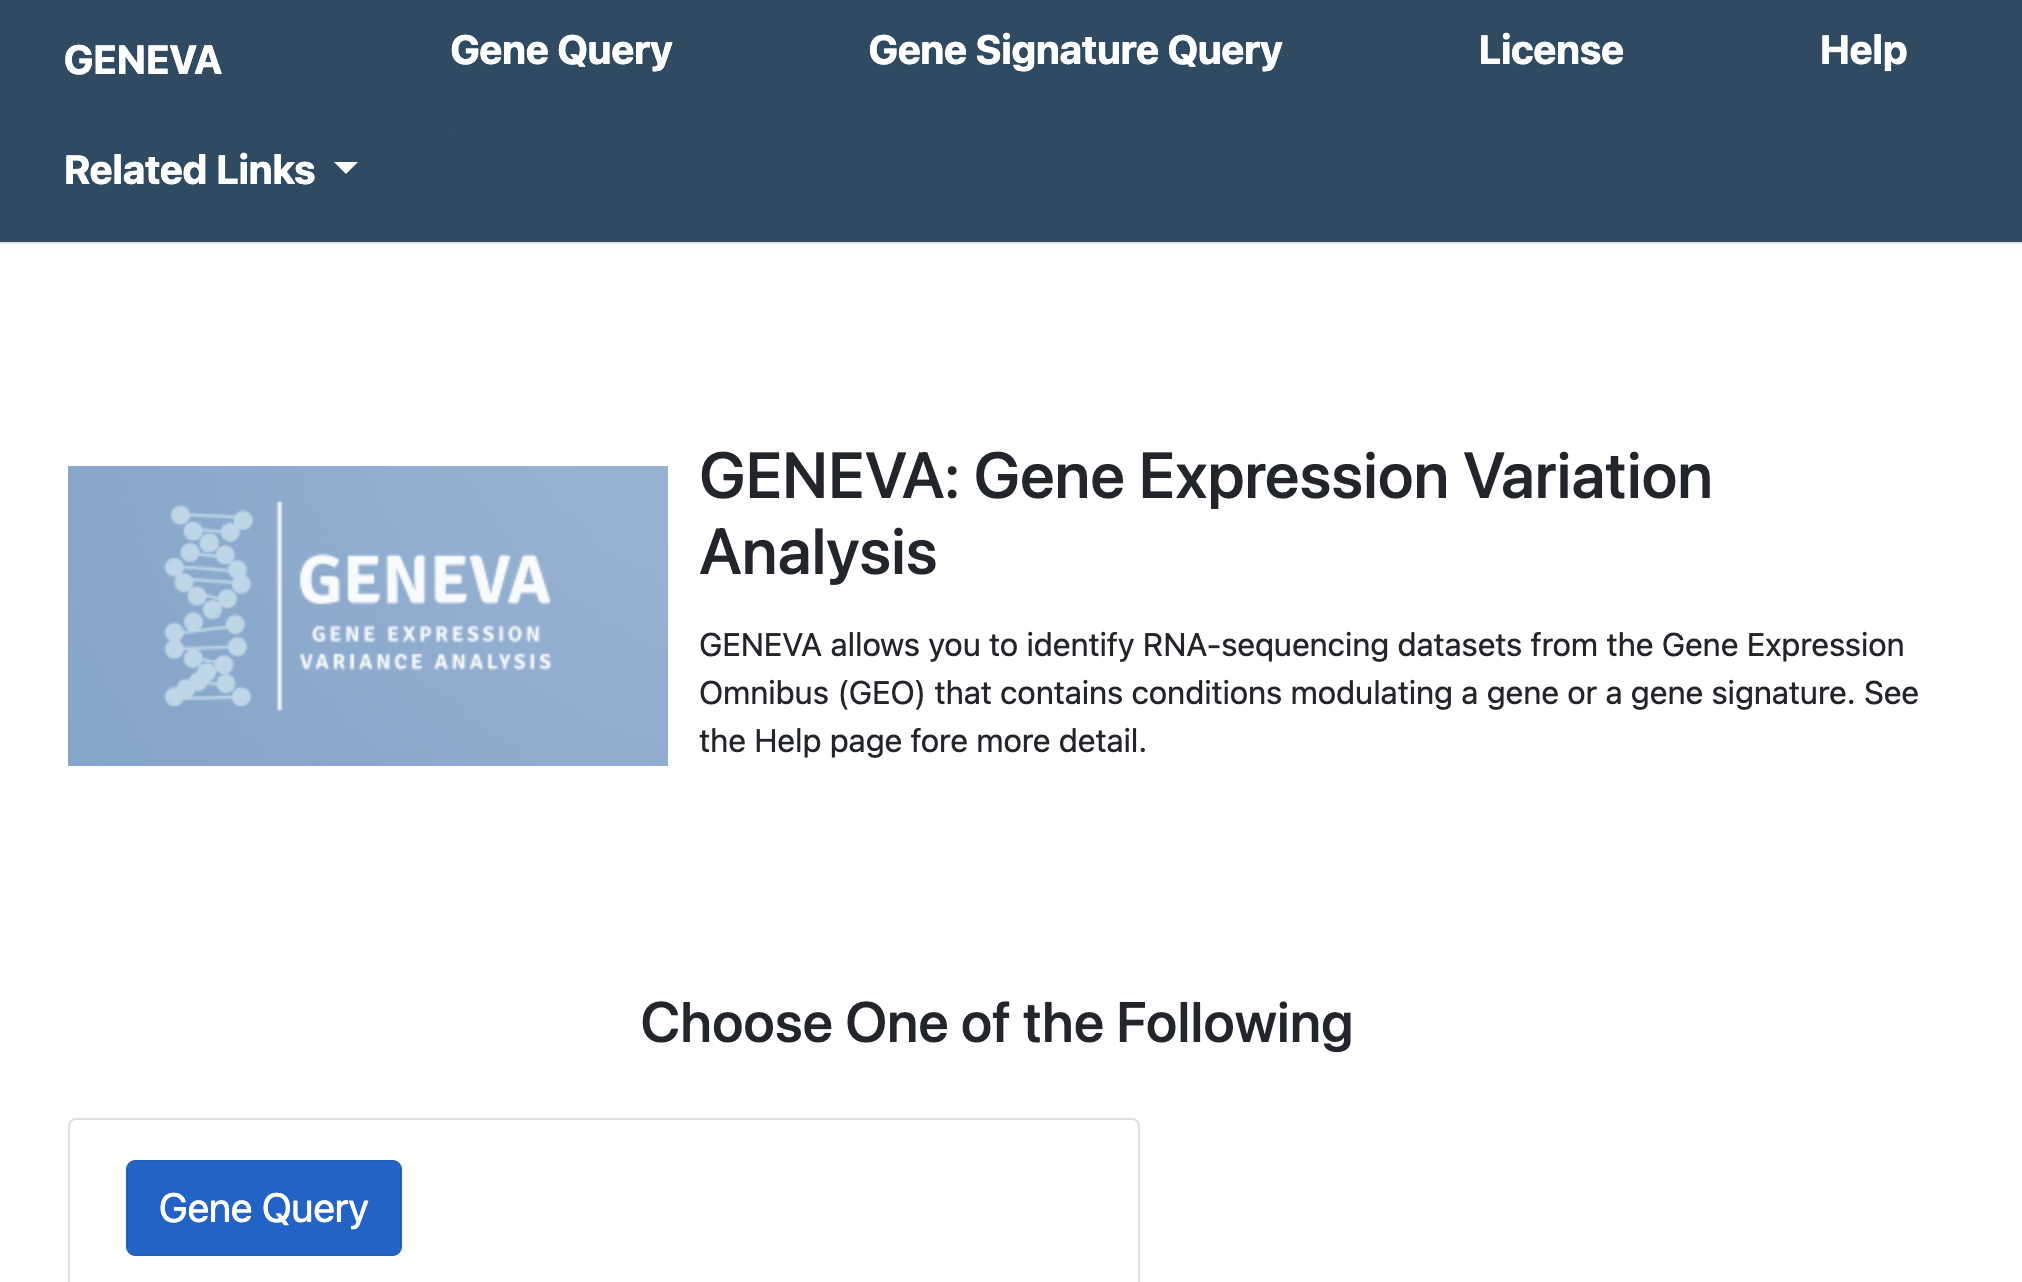 GENEVA Gene Query Gene Signature Query License Help
Related Links
GENEVA
GENE EXPRESSION
VARIANCE ANALYSIS
GENEVA: Gene Expression Variation
Analysis
GENEVA allows you to identify RNA-sequencing datasets from the Gene Expression
Omnibus (GEO) that contains conditions modulating a gene or a gene signature. See
the Help page fore more detail.
Choose One of the Following
Gene Query